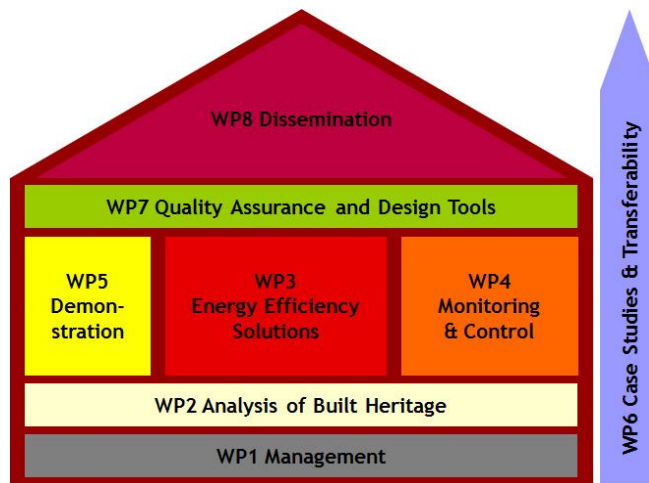 WP8 Dissemination
WP7 Quality Assurance and Design Tools
WP5
Demon-
stration
WP3
Energy Efficiency
Solutions
WP4
Monitoring
& Control
WP2 Analysis of Built Heritage
WP1 Management
WP6 Case Studies & Transferability